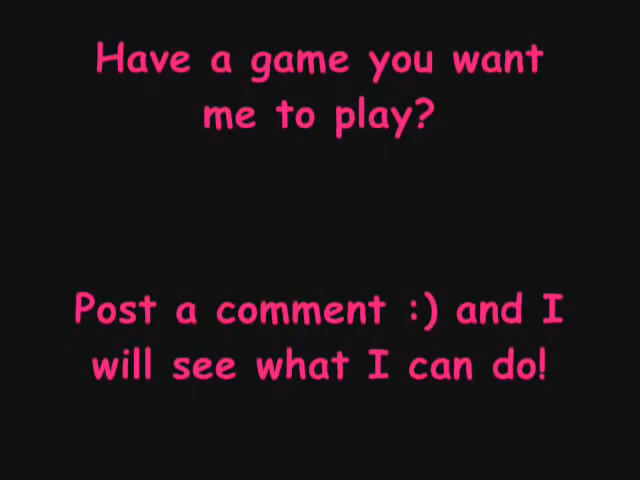 Have a game you want
me to play?
Post a comment :) and I
will see what I can do!